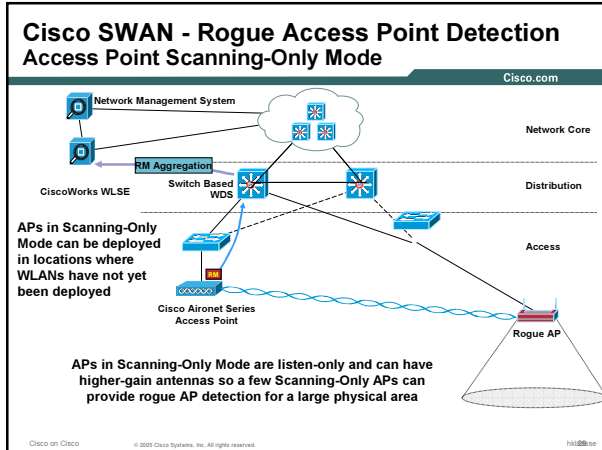 Cisco SWAN - Rogue Access Point Detection
Access Point Scanning-Only Mode
Cisco.com
Network Management System
Network Core
RM Aggregation
CiscoWorks WLSE
Switch Based
WDS
Distribution
APs in Scanning-Only
Mode can be deployed
in locations where
WLANs have not yet
been deployed
Access
RM
Cisco Aironet Series
Access Point
Rogue AP
APs in Scanning-Only Mode are listen-only and can have
higher-gain antennas so a few Scanning-Only APs can
provide rogue AP detection for a large physical area
Cisco on Cisco
© 2005 Cisco Systems, Inc. All rights reserved.